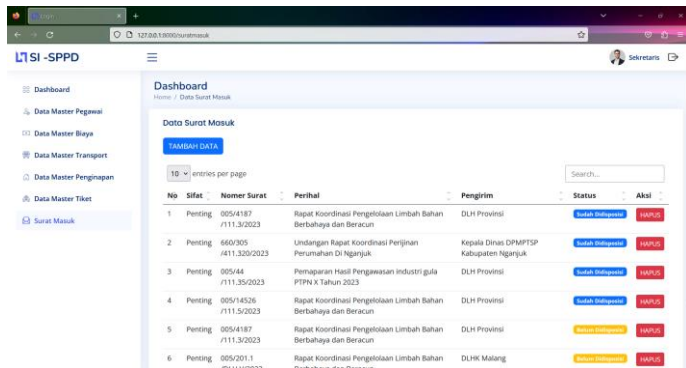 Login
127.0.0.1:8000/suratmasuk
SI -SPPD
Sekretaris
Dashboard
Data Master Pegawai
Data Master Biaya
Data Master Transport
Data Master Penginapan
Data Master Tiket
Surat Masuk
Dashboard
Home / Data Surat Masuk
Data Surat Masuk
TAMBAH DATA
10 entries per page
Search...
No Sifat Nomer Surat Perihal Pengirim Status Aksi
1 Penting 005/4187 Rapat Koordinasi Pengelolaan Limbah Bahan DLH Provinsi Sudah Didisposisi HAPUS
/111.3/2023 Berbahaya dan Beracun
2 Penting 660/305 Undangan Rapat Koordinasi Perijinan Kepala Dinas DPMPTSP Sudah Didisposisi HAPUS
/411.320/2023 Perumahan Di Nganjuk Kabupaten Nganjuk
3 Penting 005/44 Pemaparan Hasil Pengawasan industri gula DLH Provinsi Sudah Didisposisi HAPUS
/111.35/2023 PTPN X Tahun 2023
4 Penting 005/14526 Rapat Koordinasi Pengelolaan Limbah Bahan DLH Provinsi Sudah Didisposisi HAPUS
/111.5/2023 Berbahaya dan Beracun
5 Penting 005/4187 Rapat Koordinasi Pengelolaan Limbah Bahan DLH Provinsi Belum Didisposisi HAPUS
/111.3/2023 Berbahaya dan Beracun
6 Penting 005/201.1 Rapat Koordinasi Pengelolaan Limbah Bahan DLHK Malang Belum Didisposisi HAPUS
Berbahaya dan Beracun